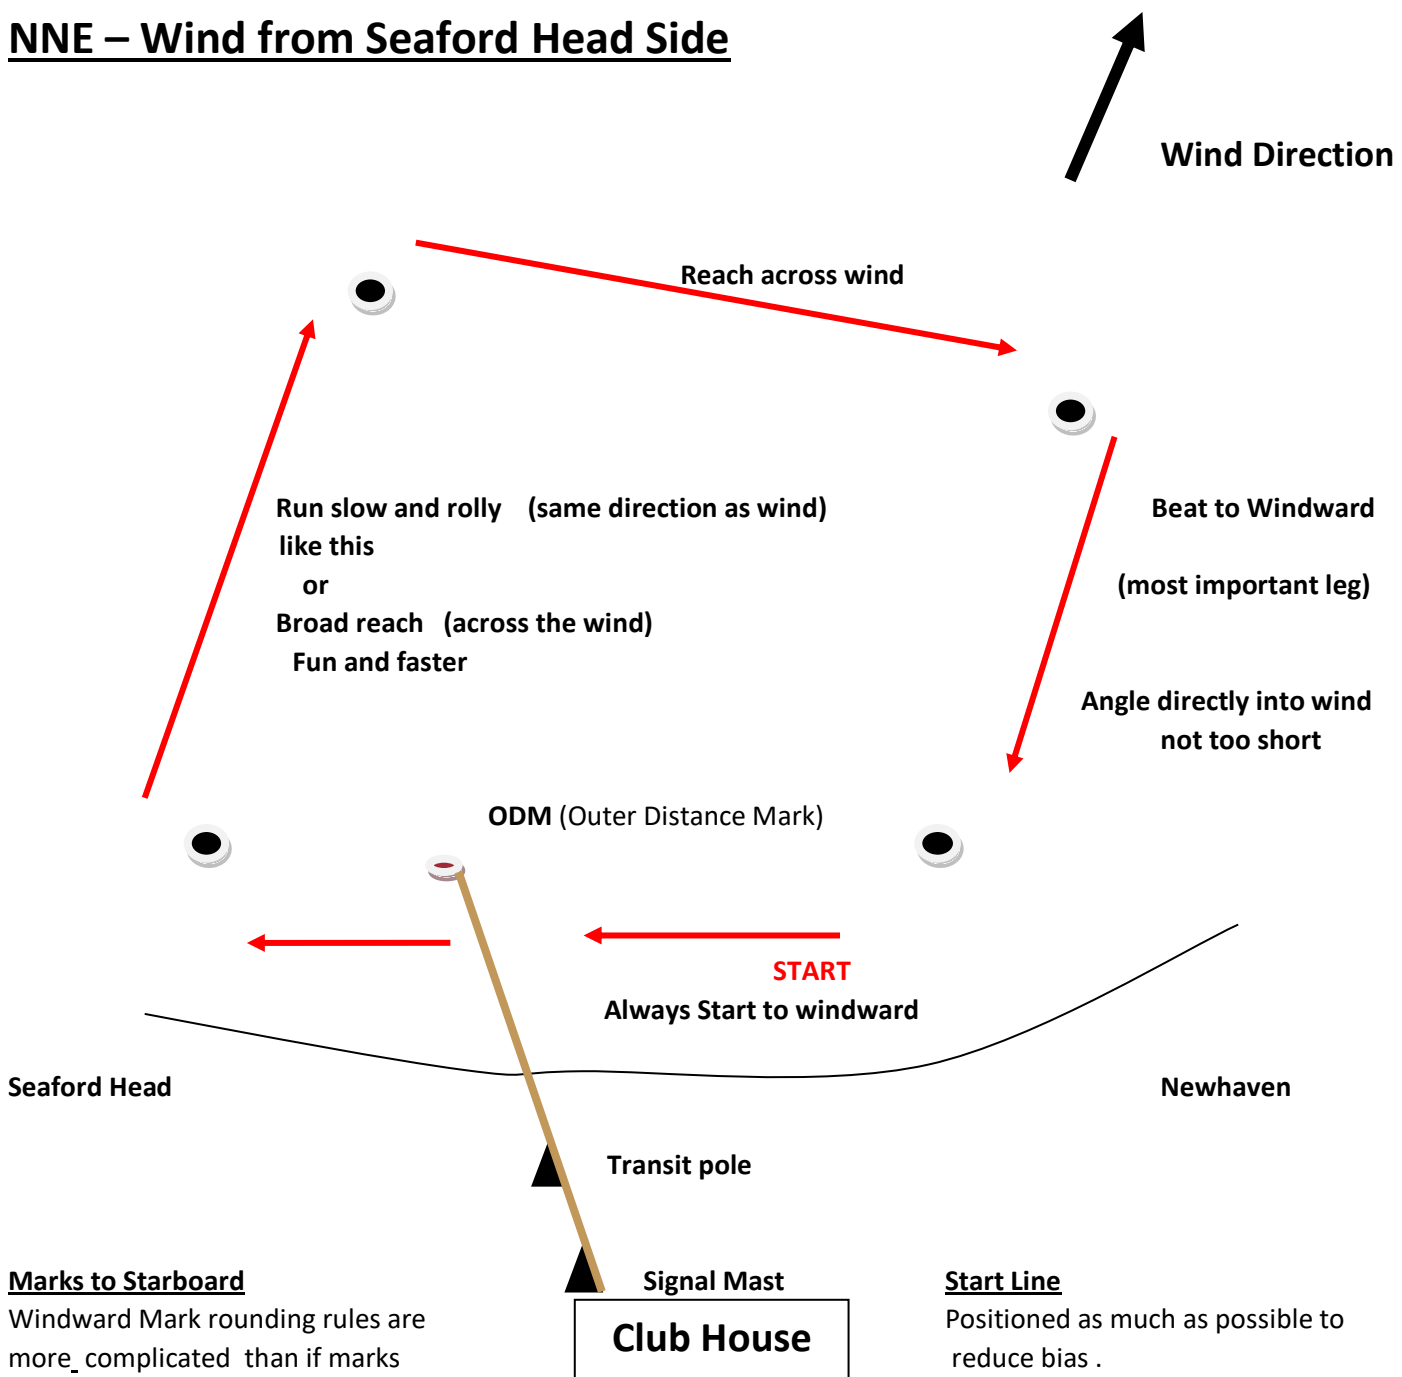 NNE – Wind from Seaford Head Side
Wind Direction
Reach across wind
Run slow and rolly (same direction as wind)
like this
or
Broad reach (across the wind)
Fun and faster
Beat to Windward
(most important leg)
Angle directly into wind
not too short
ODM (Outer Distance Mark)
START
Always Start to windward
Seaford Head
Newhaven
Transit pole
Signal Mast
Club House
Marks to Starboard
Windward Mark rounding rules are
more complicated than if marks
Start Line
Positioned as much as possible to
reduce bias .